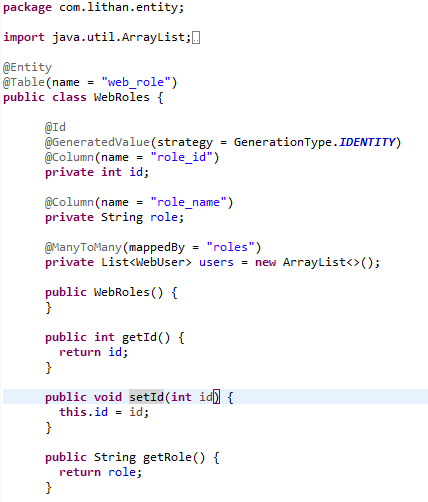 package com.lithan.entity;
import java.util.ArrayList;
@Entity
@Table(name = "web_role")
public class WebRoles {
@Id
@GeneratedValue(strategy = GenerationType.IDENTITY)
@Column(name = "role_id")
private int id;
@Column(name = "role_name")
private String role;
@ManyToMany(mappedBy = "roles")
private List<WebUser> users = new ArrayList<>();
public WebRoles() {
}
public int getId() {
return id;
}
public void setId(int id) {
this.id = id;
}
public String getRole() {
return role;
}